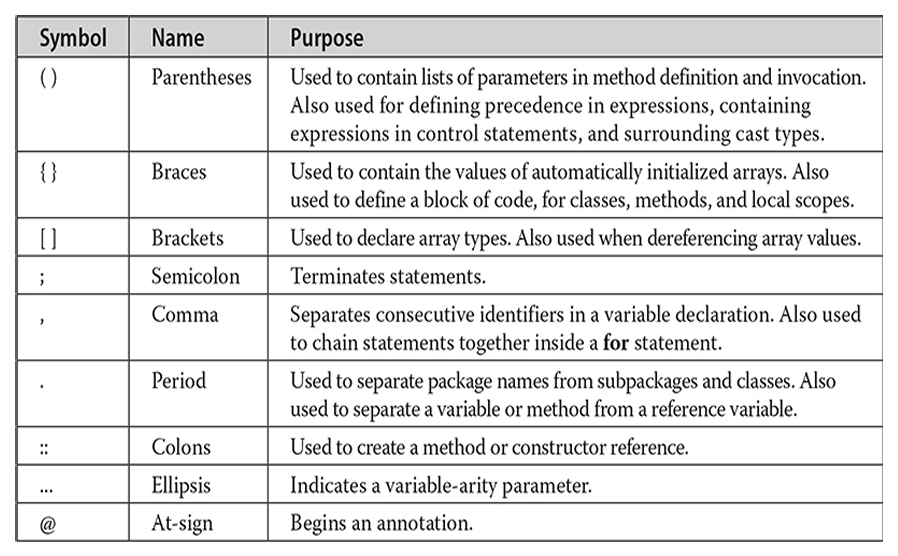 Symbol Name Purpose
( ) Parentheses Used to contain lists of parameters in method definition and invocation.
Also used for defining precedence in expressions, containing
expressions in control statements, and surrounding cast types.
{ } Braces Used to contain the values of automatically initialized arrays. Also
used to define a block of code, for classes, methods, and local scopes.
[ ] Brackets Used to declare array types. Also used when dereferencing array values.
; Semicolon Terminates statements.
, Comma Separates consecutive identifiers in a variable declaration. Also used
to chain statements together inside a for statement.
. Period Used to separate package names from subpackages and classes. Also
used to separate a variable or method from a reference variable.
:: Colons Used to create a method or constructor reference.
... Ellipsis Indicates a variable-arity parameter.
@ At-sign Begins an annotation.